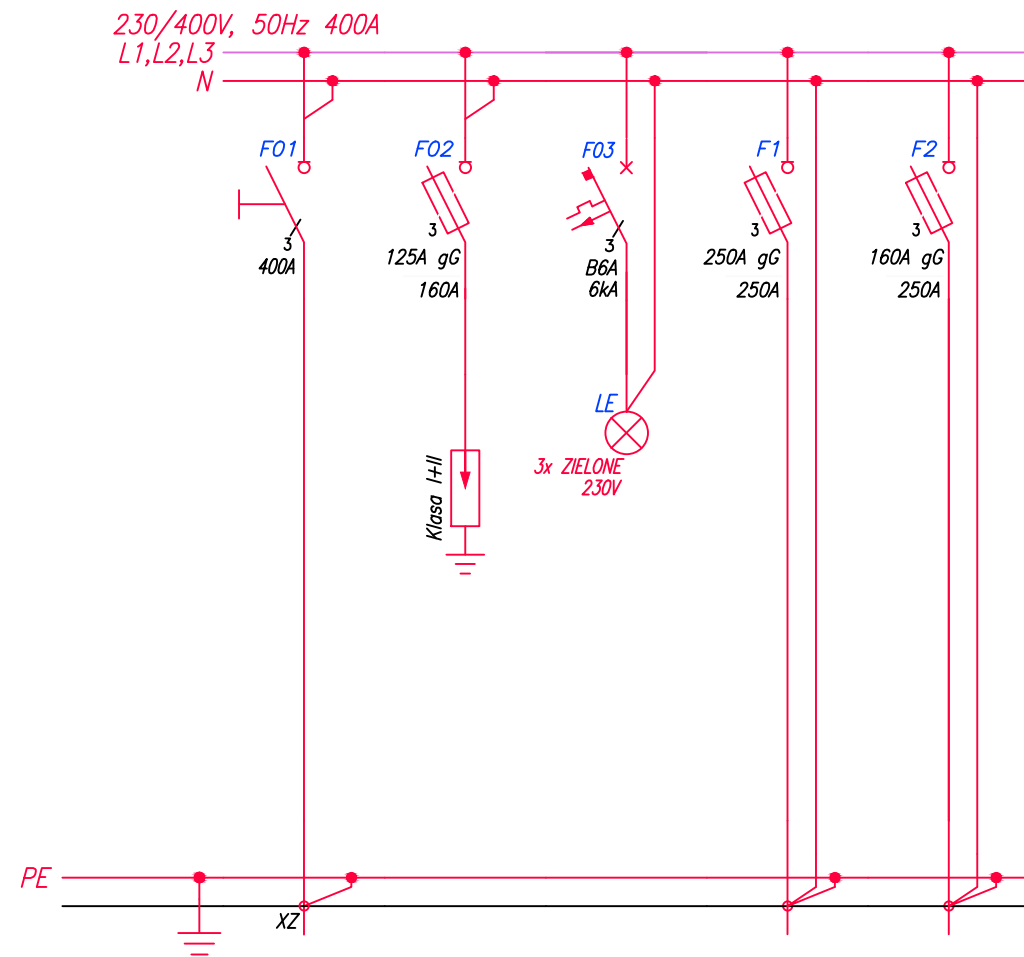 230/400V, 50Hz 400A
L1,L2,L3
N
F01
F02
F03
F1
F2
3
3
3
3
3
400A
125A gG
160A
B6A
6kA
250A gG
250A
160A gG
250A
LE
3x ZIELONE
230V
Klasa I+II
PE
XZ